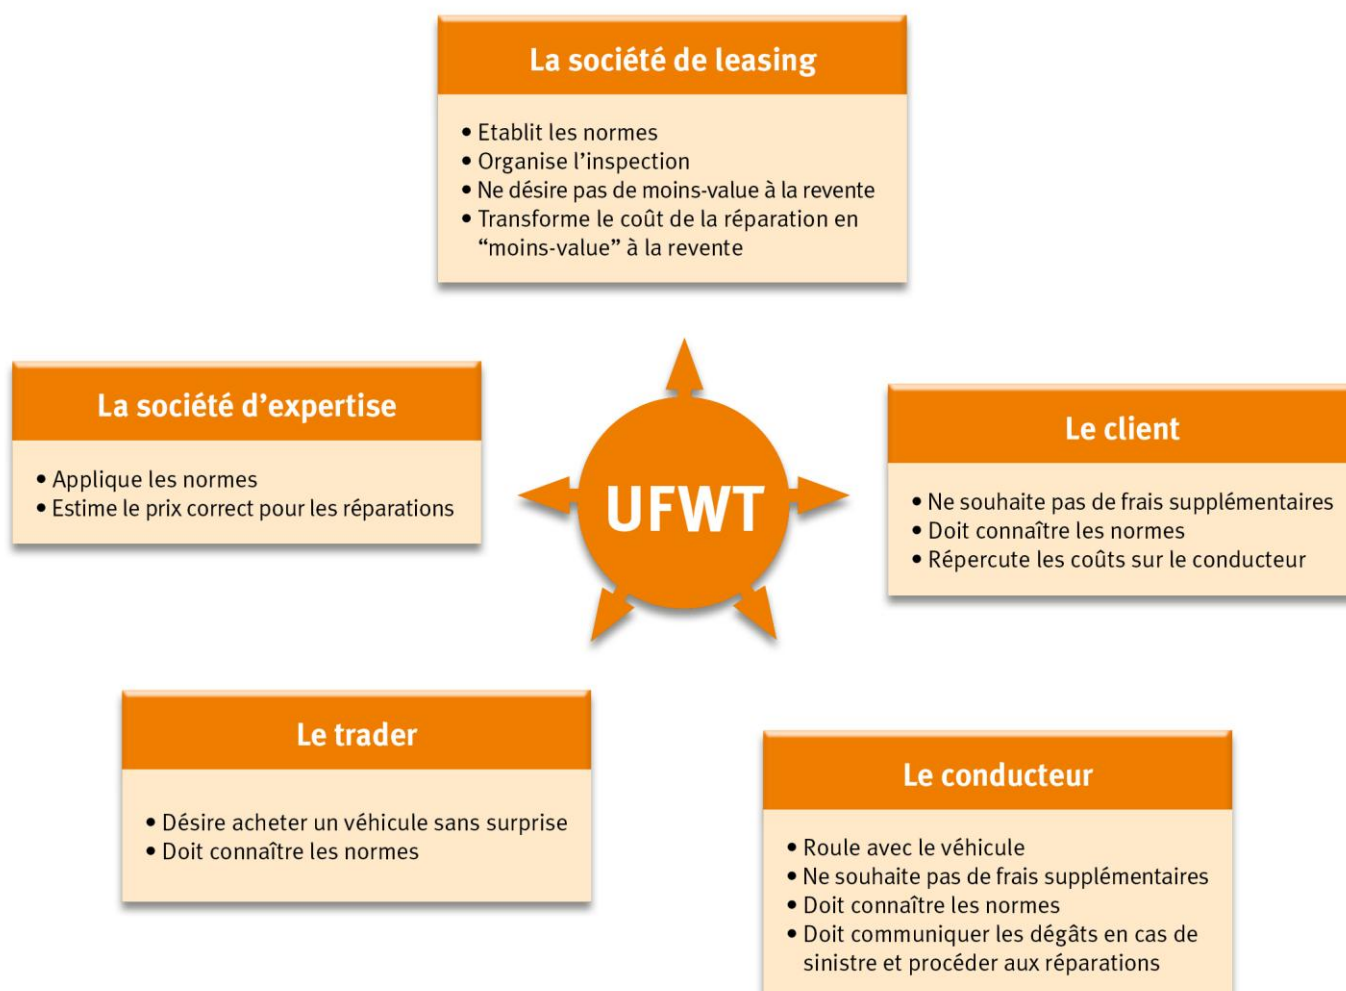 La société de leasing
• Etablit les normes
• Organise l’inspection
• Ne désire pas de moins-value à la revente
• Transforme le coût de la réparation en
“moins-value” à la revente
La société d’expertise
• Applique les normes
• Estime le prix correct pour les réparations
UFWT
Le client
• Ne souhaite pas de frais supplémentaires
• Doit connaître les normes
• Répercute les coûts sur le conducteur
Le trader
• Désire acheter un véhicule sans surprise
• Doit connaître les normes
Le conducteur
• Roule avec le véhicule
• Ne souhaite pas de frais supplémentaires
• Doit connaître les normes
• Doit communiquer les dégâts en cas de
sinistre et procéder aux réparations